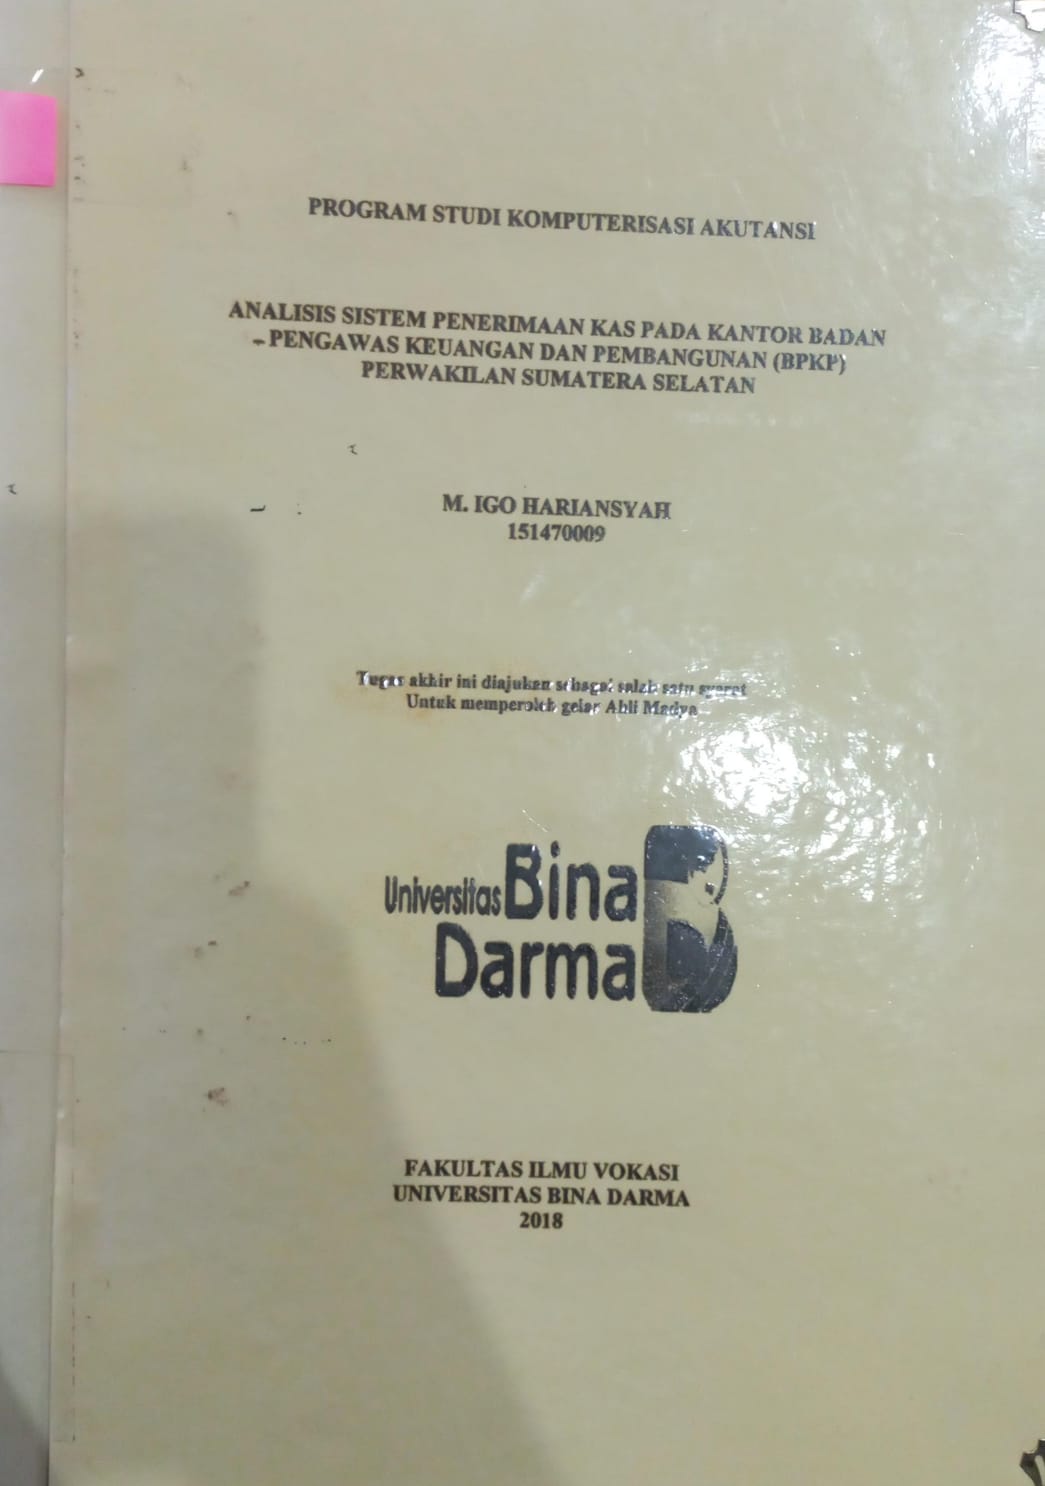 PROGRAM STUDI KOMPUTERISASI AKUTANSI
ANALISIS SISTEM PENERIMAAN KAS PADA KANTOR BADAN
PENGAWAS KEUANGAN DAN PEMBANGUNAN (BPKP)
PERWAKILAN SUMATERA SELATAN
M. IGO HARIANSYAH
151470009
Tugas akhir ini diajukan sebagai salah satu syarat
Untuk memperoleh gelar Ahli Madya
Universitas Bina
Darma
FAKULTAS ILMU VOKASI
UNIVERSITAS BINA DARMA
2018